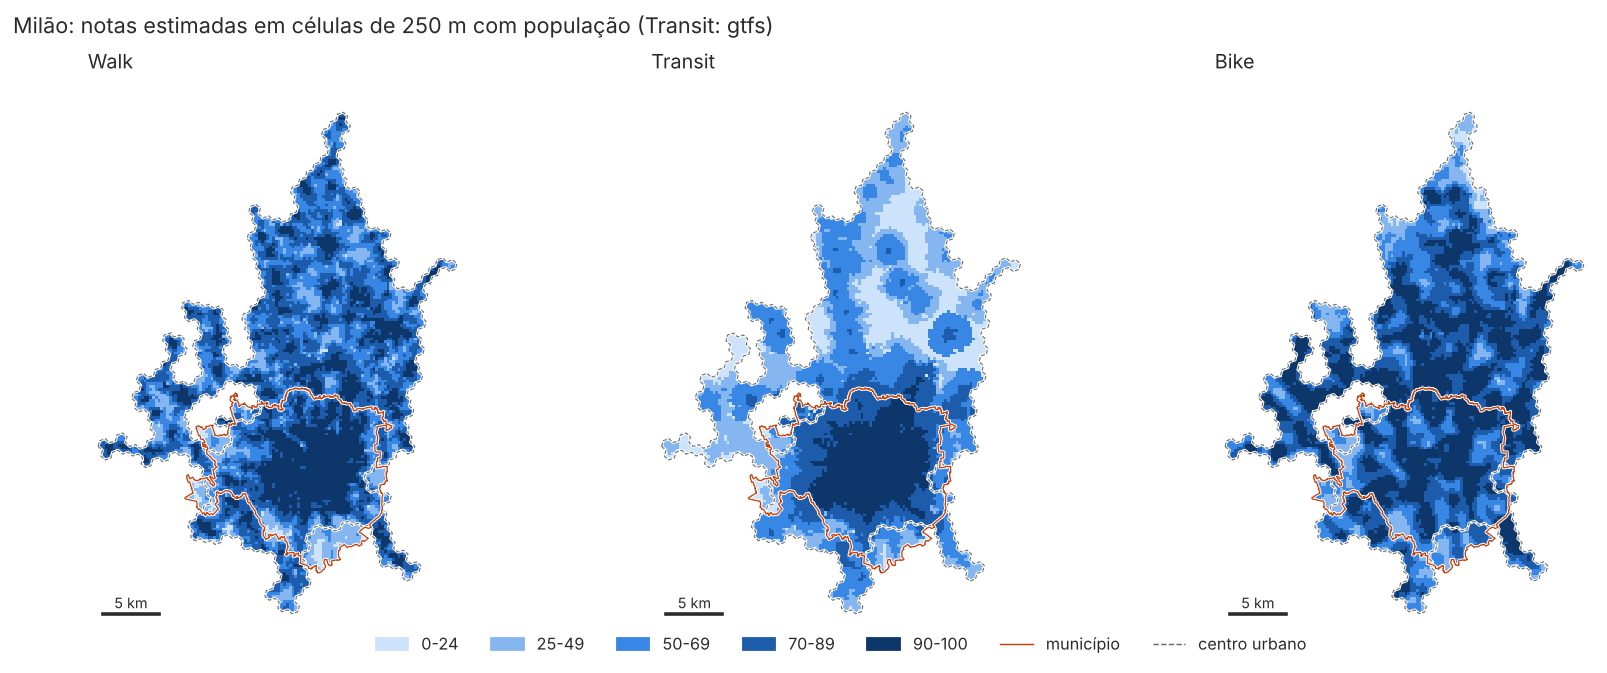 Milão: notas estimadas em células de 250 m com população (Transit: gtfs)
Walk
Transit
Bike
5 km
5 km
5 km
0-24
25-49
50-69
70-89
90-100
município
centro urbano